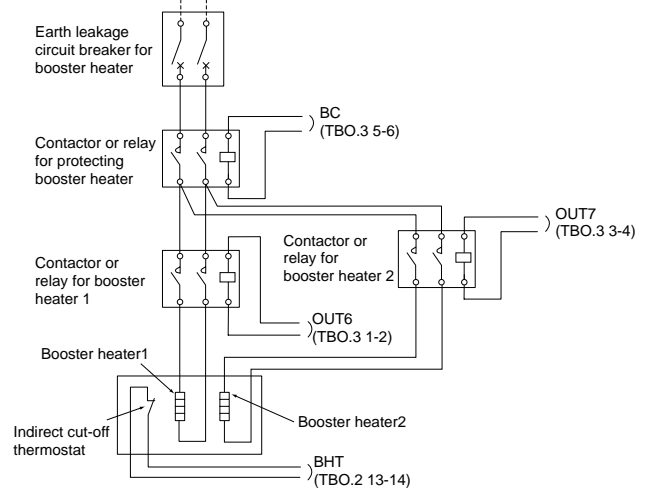 Earth leakage
circuit breaker for
booster heater
BC
(TBO.3 5-6)
Contactor or relay
for protecting
booster heater
OUT7
(TBO.3 3-4)
Contactor or
relay for
booster heater 2
Contactor or
relay for booster
heater 1
OUT6
(TBO.3 1-2)
Booster heater1
Booster heater2
Indirect cut-off
thermostat
BHT
(TBO.2 13-14)